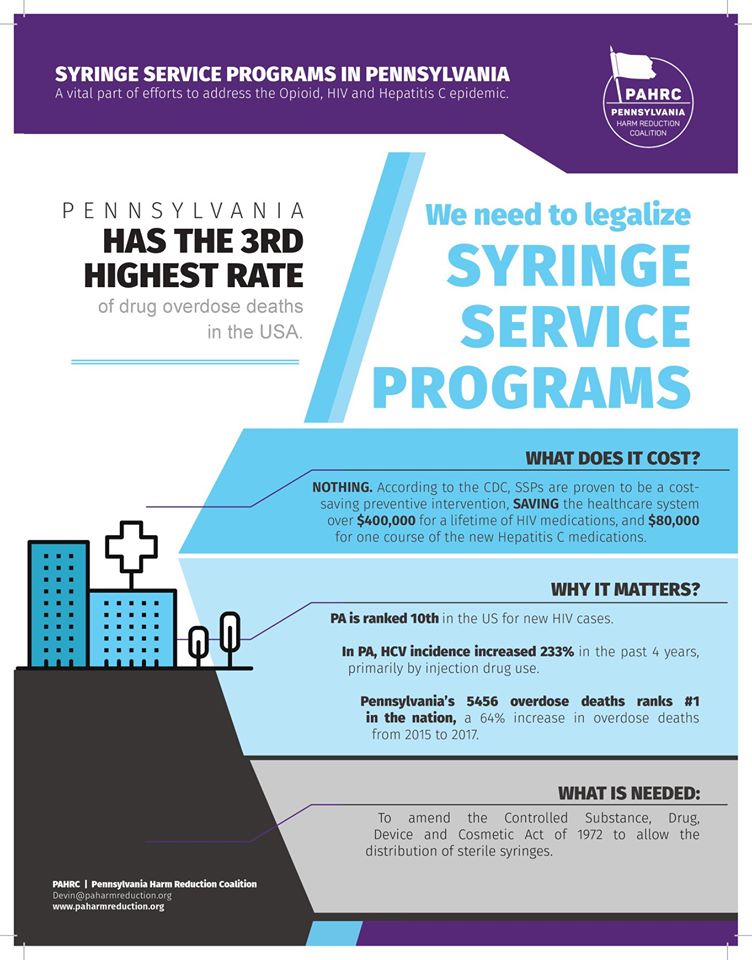 SYRINGE SERVICE PROGRAMS IN PENNSYLVANIA
A vital part of efforts to address the Opioid, HIV and Hepatitis C epidemic.
PAHRC
PENNSYLVANIA
HARM REDUCTION
COALITION
PENNSYLVANIA
HAS THE 3RD
HIGHEST RATE
of drug overdose deaths
in the USA.
We need to legalize
SYRINGE
SERVICE
PROGRAMS
WHAT DOES IT COST?
NOTHING. According to the CDC, SSPs are proven to be a cost-
saving preventive intervention, SAVING the healthcare system
over $400,000 for a lifetime of HIV medications, and $80,000
for one course of the new Hepatitis C medications.
WHY IT MATTERS?
PA is ranked 10th in the US for new HIV cases.
In PA, HCV incidence increased 233% in the past 4 years,
primarily by injection drug use.
Pennsylvania's 5456 overdose deaths ranks #1
in the nation, a 64% increase in overdose deaths
from 2015 to 2017.
WHAT IS NEEDED:
To amend the Controlled Substance, Drug,
Device and Cosmetic Act of 1972 to allow the
distribution of sterile syringes.
PAHRC | Pennsylvania Harm Reduction Coalition
Devin@paharmreduction.org
www.paharmreduction.org